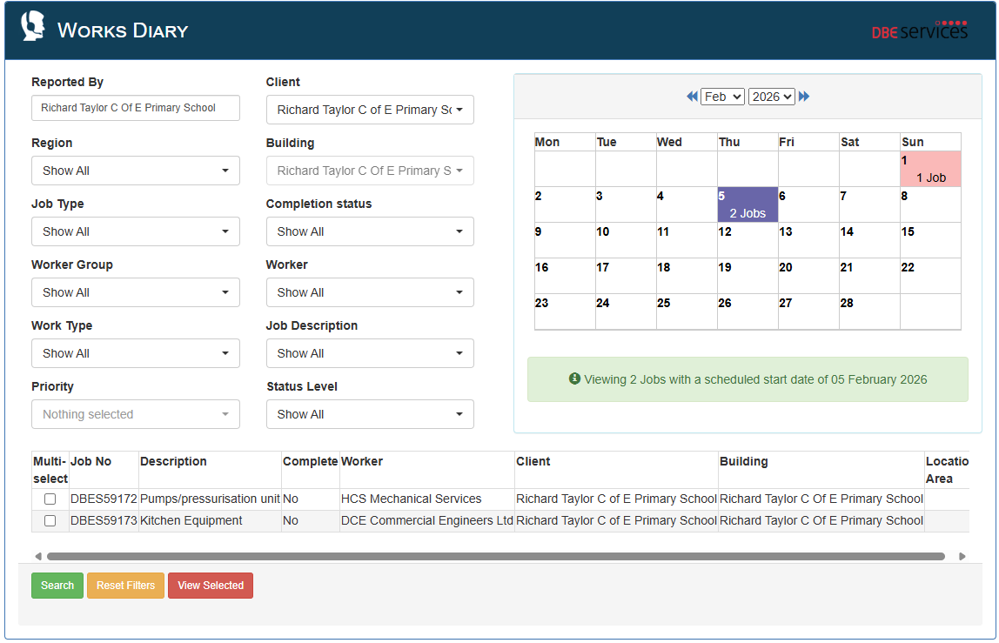 WORKS DIARY
DBEservices
Reported By
Richard Taylor C Of E Primary School
Client
Richard Taylor C of E Primary Sc
Region
Show All
Building
Richard Taylor C Of E Primary S
Job Type
Show All
Completion status
Show All
Worker Group
Show All
Worker
Show All
Work Type
Show All
Job Description
Show All
Priority
Nothing selected
Status Level
Show All
Feb 2026
Mon Tue Wed Thu Fri Sat Sun
1
1 Job
2 3 4 5 6 7 8
2 Jobs
9 10 11 12 13 14 15
16 17 18 19 20 21 22
23 24 25 26 27 28
Viewing 2 Jobs with a scheduled start date of 05 February 2026
Multi-select Job No Description Complete Worker Client Building Locatio Area
DBES59172 Pumps/pressurisation unit No HCS Mechanical Services Richard Taylor C of E Primary School Richard Taylor C Of E Primary School
DBES59173 Kitchen Equipment No DCE Commercial Engineers Ltd Richard Taylor C of E Primary School Richard Taylor C Of E Primary School
Search Reset Filters View Selected